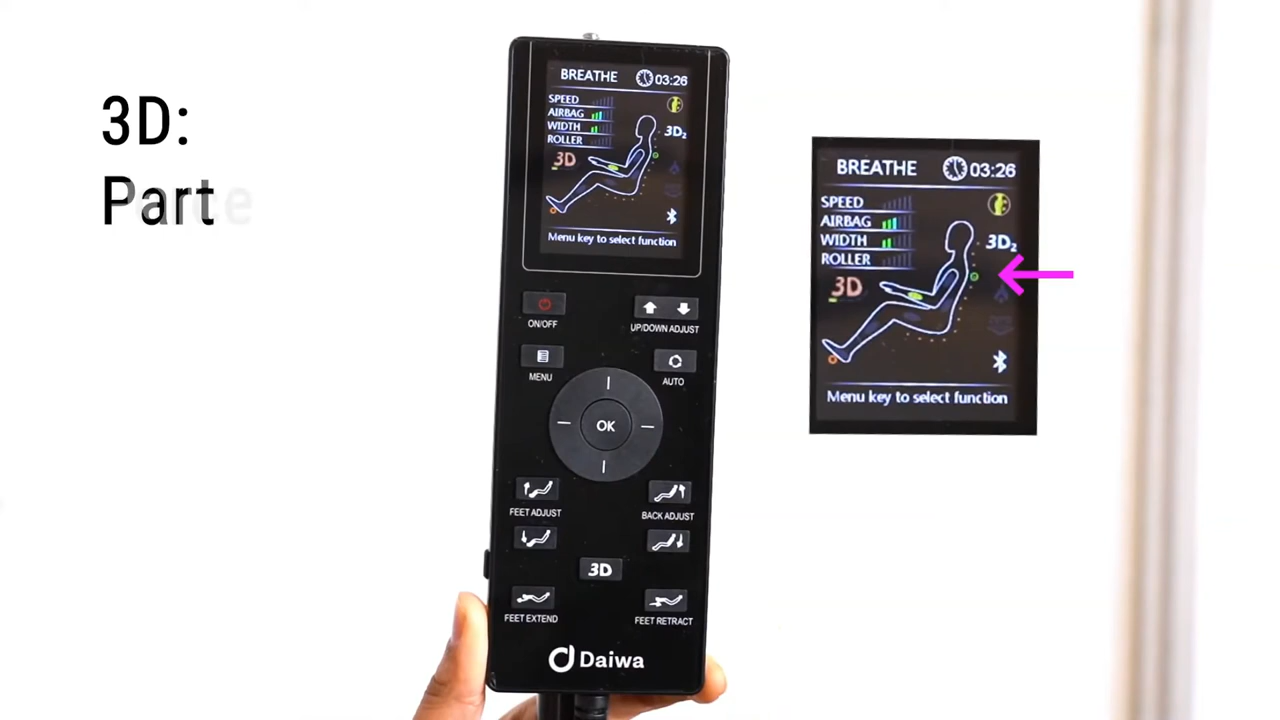 3D:
Part
BREATHE 03:26
SPEED
AIRBAG
WIDTH
ROLLER
3D2
3D
Menu key to select function
ON/OFF
UP/DOWN ADJUST
MENU
AUTO
OK
FEET ADJUST
BACK ADJUST
3D
FEET EXTEND
FEET RETRACT
Daiwa
BREATHE 03:26
SPEED
AIRBAG
WIDTH
ROLLER
3D2
3D
Menu key to select function